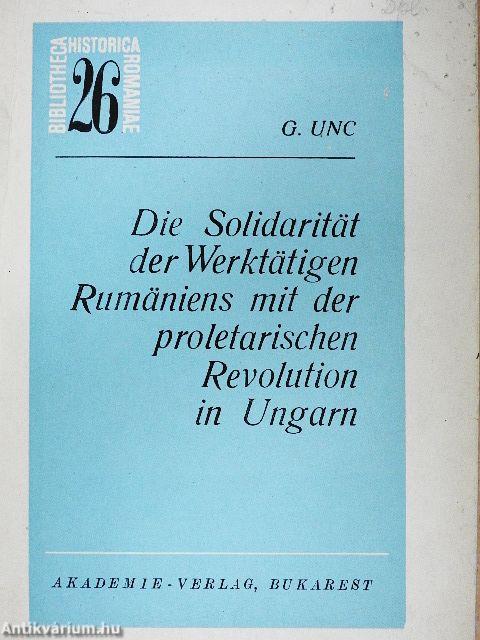 BIBLIOTHECA
HISTORICA
ROMANIAE
26
G. UNC
Die Solidarität
der Werktätigen
Rumäniens mit der
proletarischen
Revolution
in Ungarn
AKADEMIE-VERLAG, BUKAREST
Antikvárium.hu